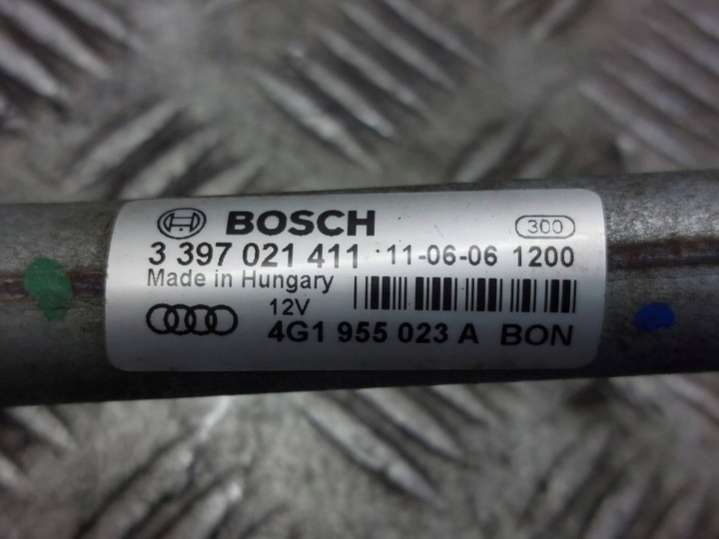 BOSCH 300
3 397 021 411 11-06-06 1200
Made in Hungary
12V
4G1 955 023 A BON